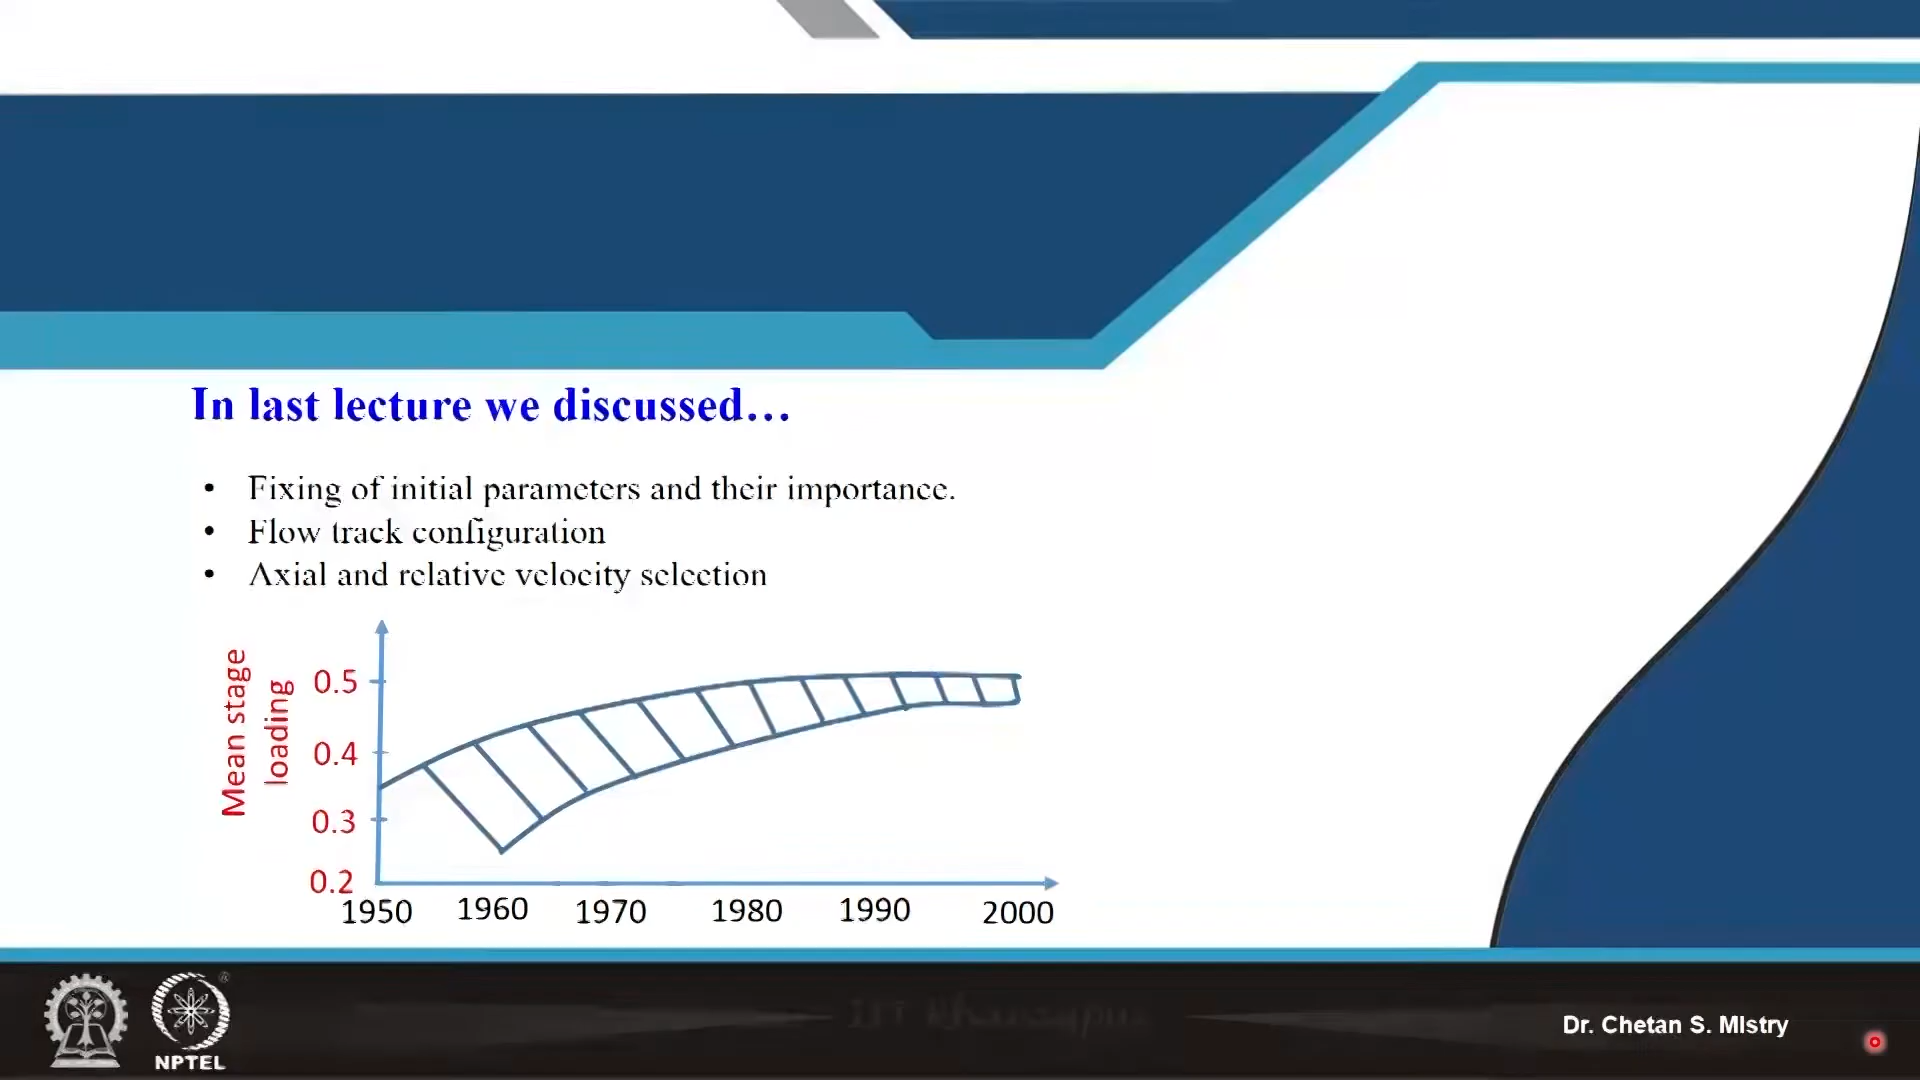 In last lecture we discussed...
• Fixing of initial parameters and their importance.
• Flow track configuration
• Axial and relative velocity selection
Mean stage
loading
0.5
0.4
0.3
0.2
1950 1960 1970 1980 1990 2000
NPTEL
Dr. Chetan S. MIstry